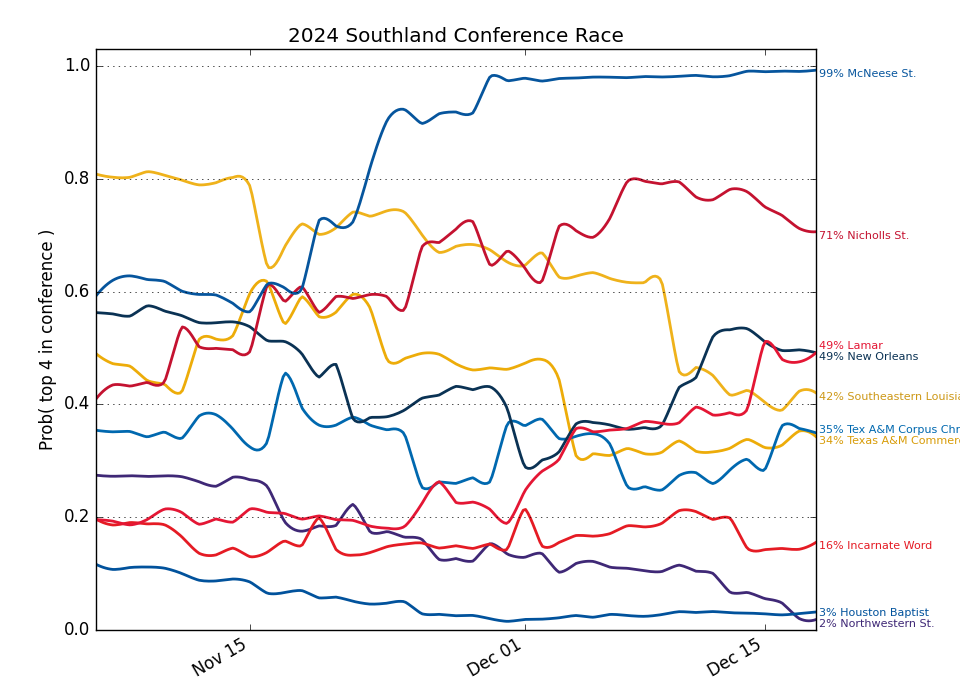 2024 Southland Conference Race
Prob( top 4 in conference )
1.0
0.8
0.6
0.4
0.2
0.0
Nov 15
Dec 01
Dec 15
99% McNeese St.
71% Nicholls St.
49% Lamar
49% New Orleans
42% Southeastern Louisia
35% Tex A&M Corpus Chr
34% Texas A&M Commerc
16% Incarnate Word
3% Houston Baptist
2% Northwestern St.